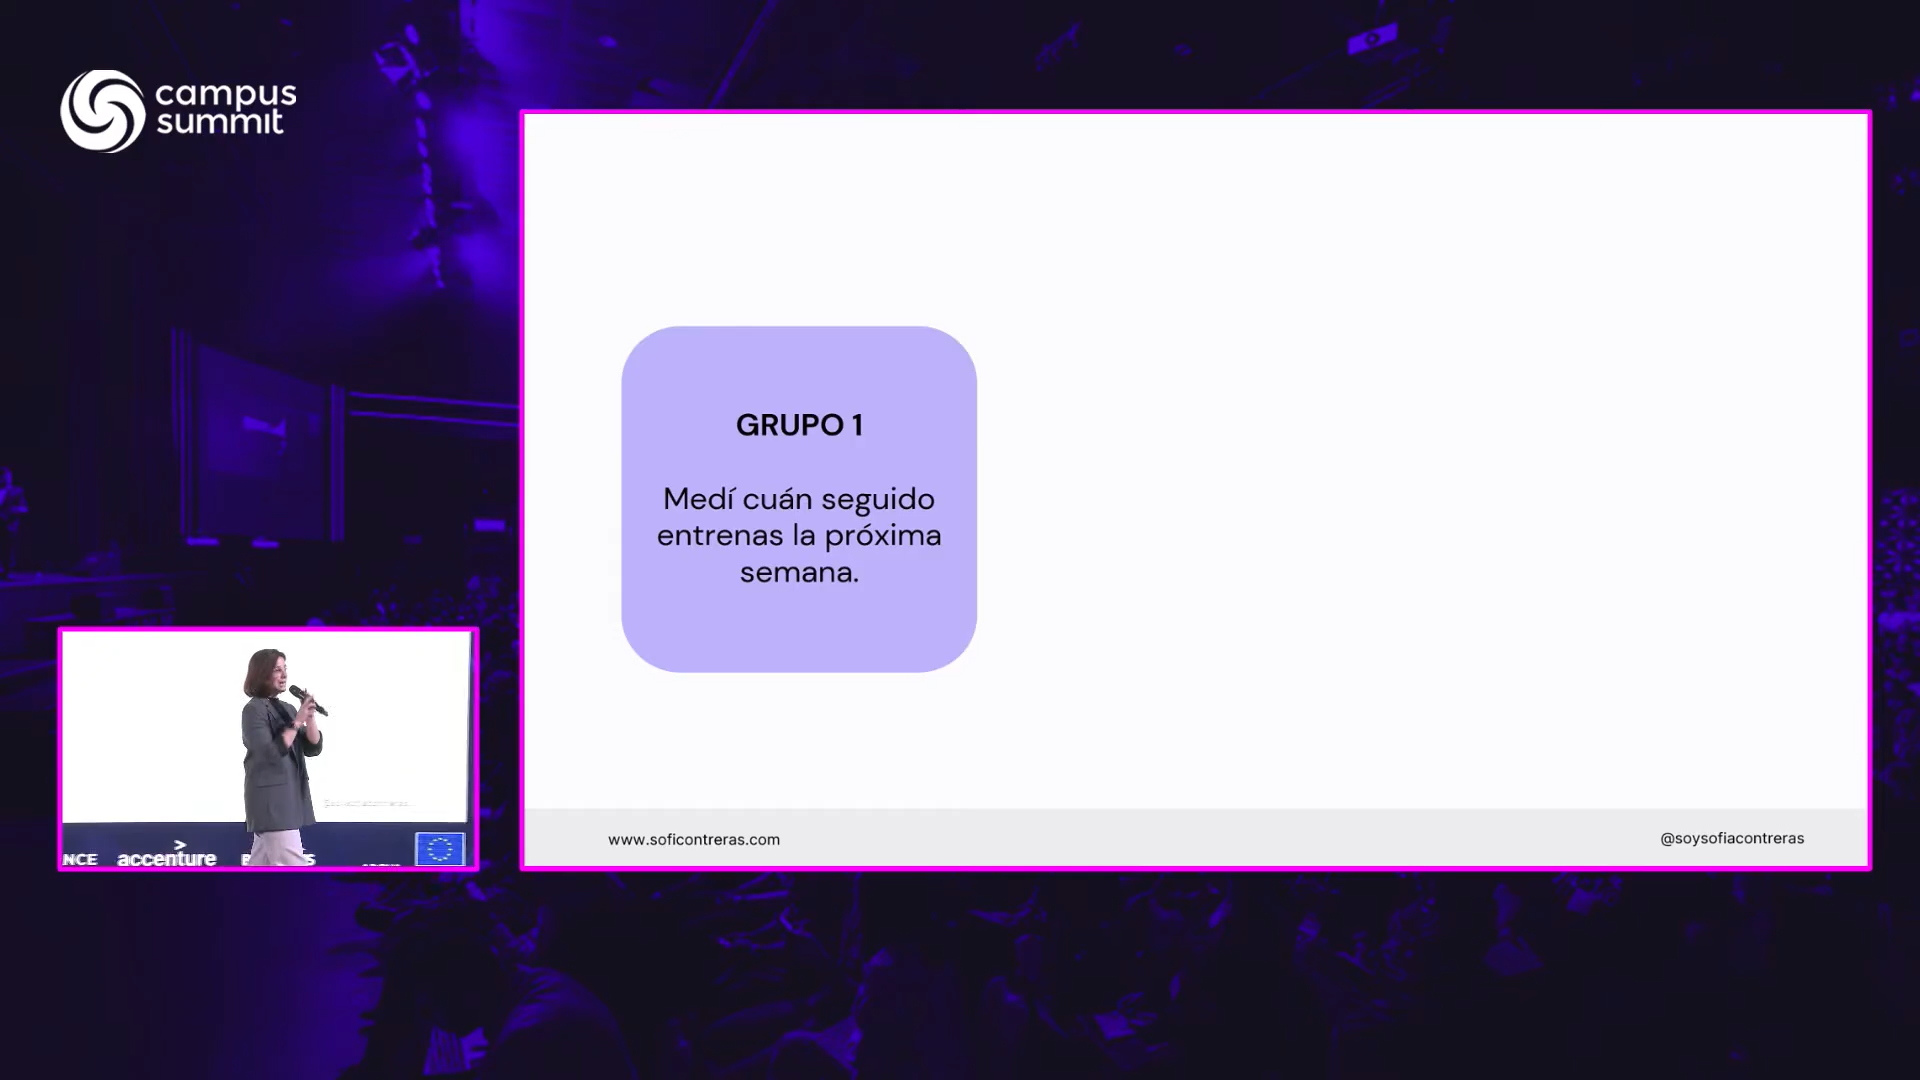 campus
summit
GRUPO 1
Medí cuán seguido
entrenas la próxima
semana.
www.soficontreras.com
@soysofiacontreras
NCE
>
accenture